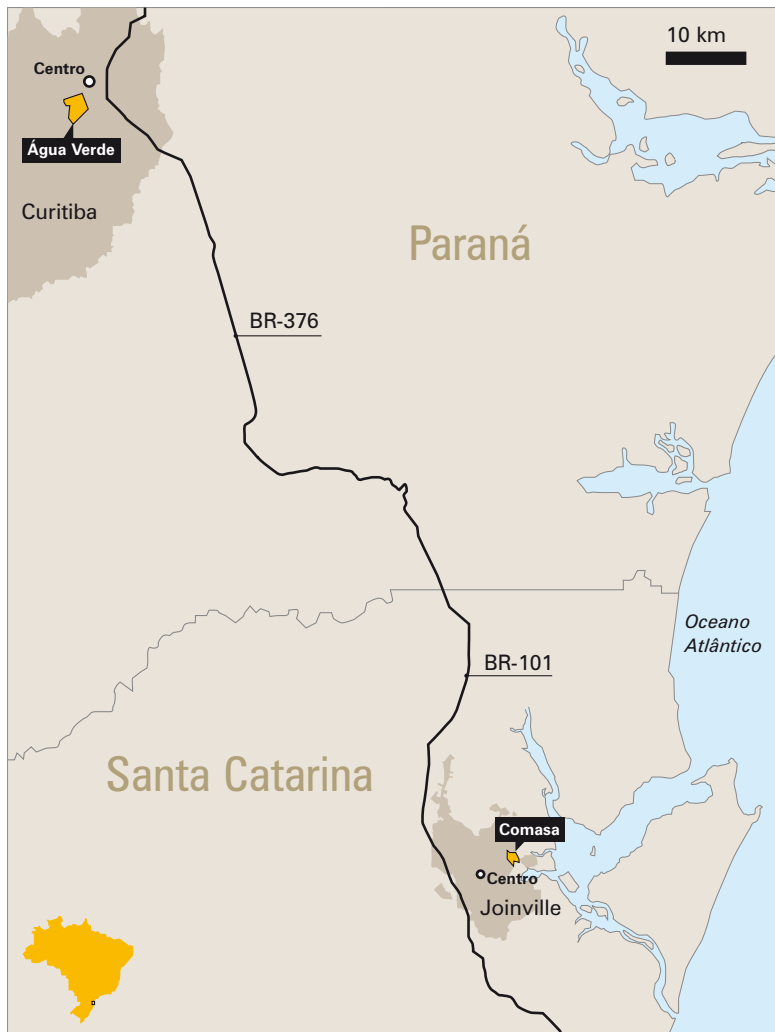 10 km
Centro
Água Verde
Curitiba
Paraná
BR-376
Oceano
Atlântico
BR-101
Santa Catarina
Comasa
Centro
Joinville